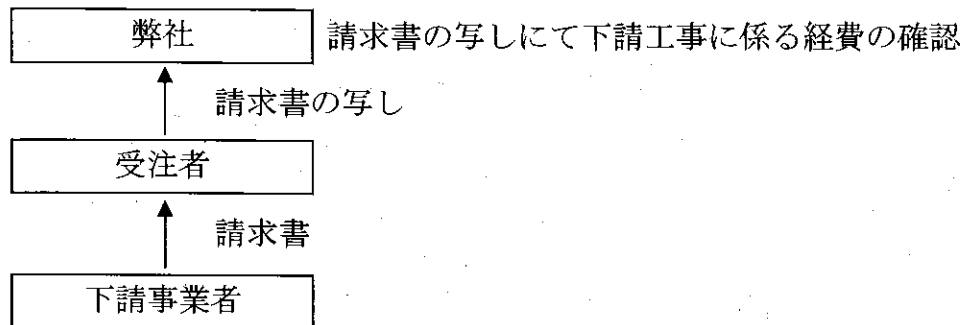 弊社 請求書の写しにて下請工事に係る経費の確認
請求書の写し
受注者
請求書
下請事業者